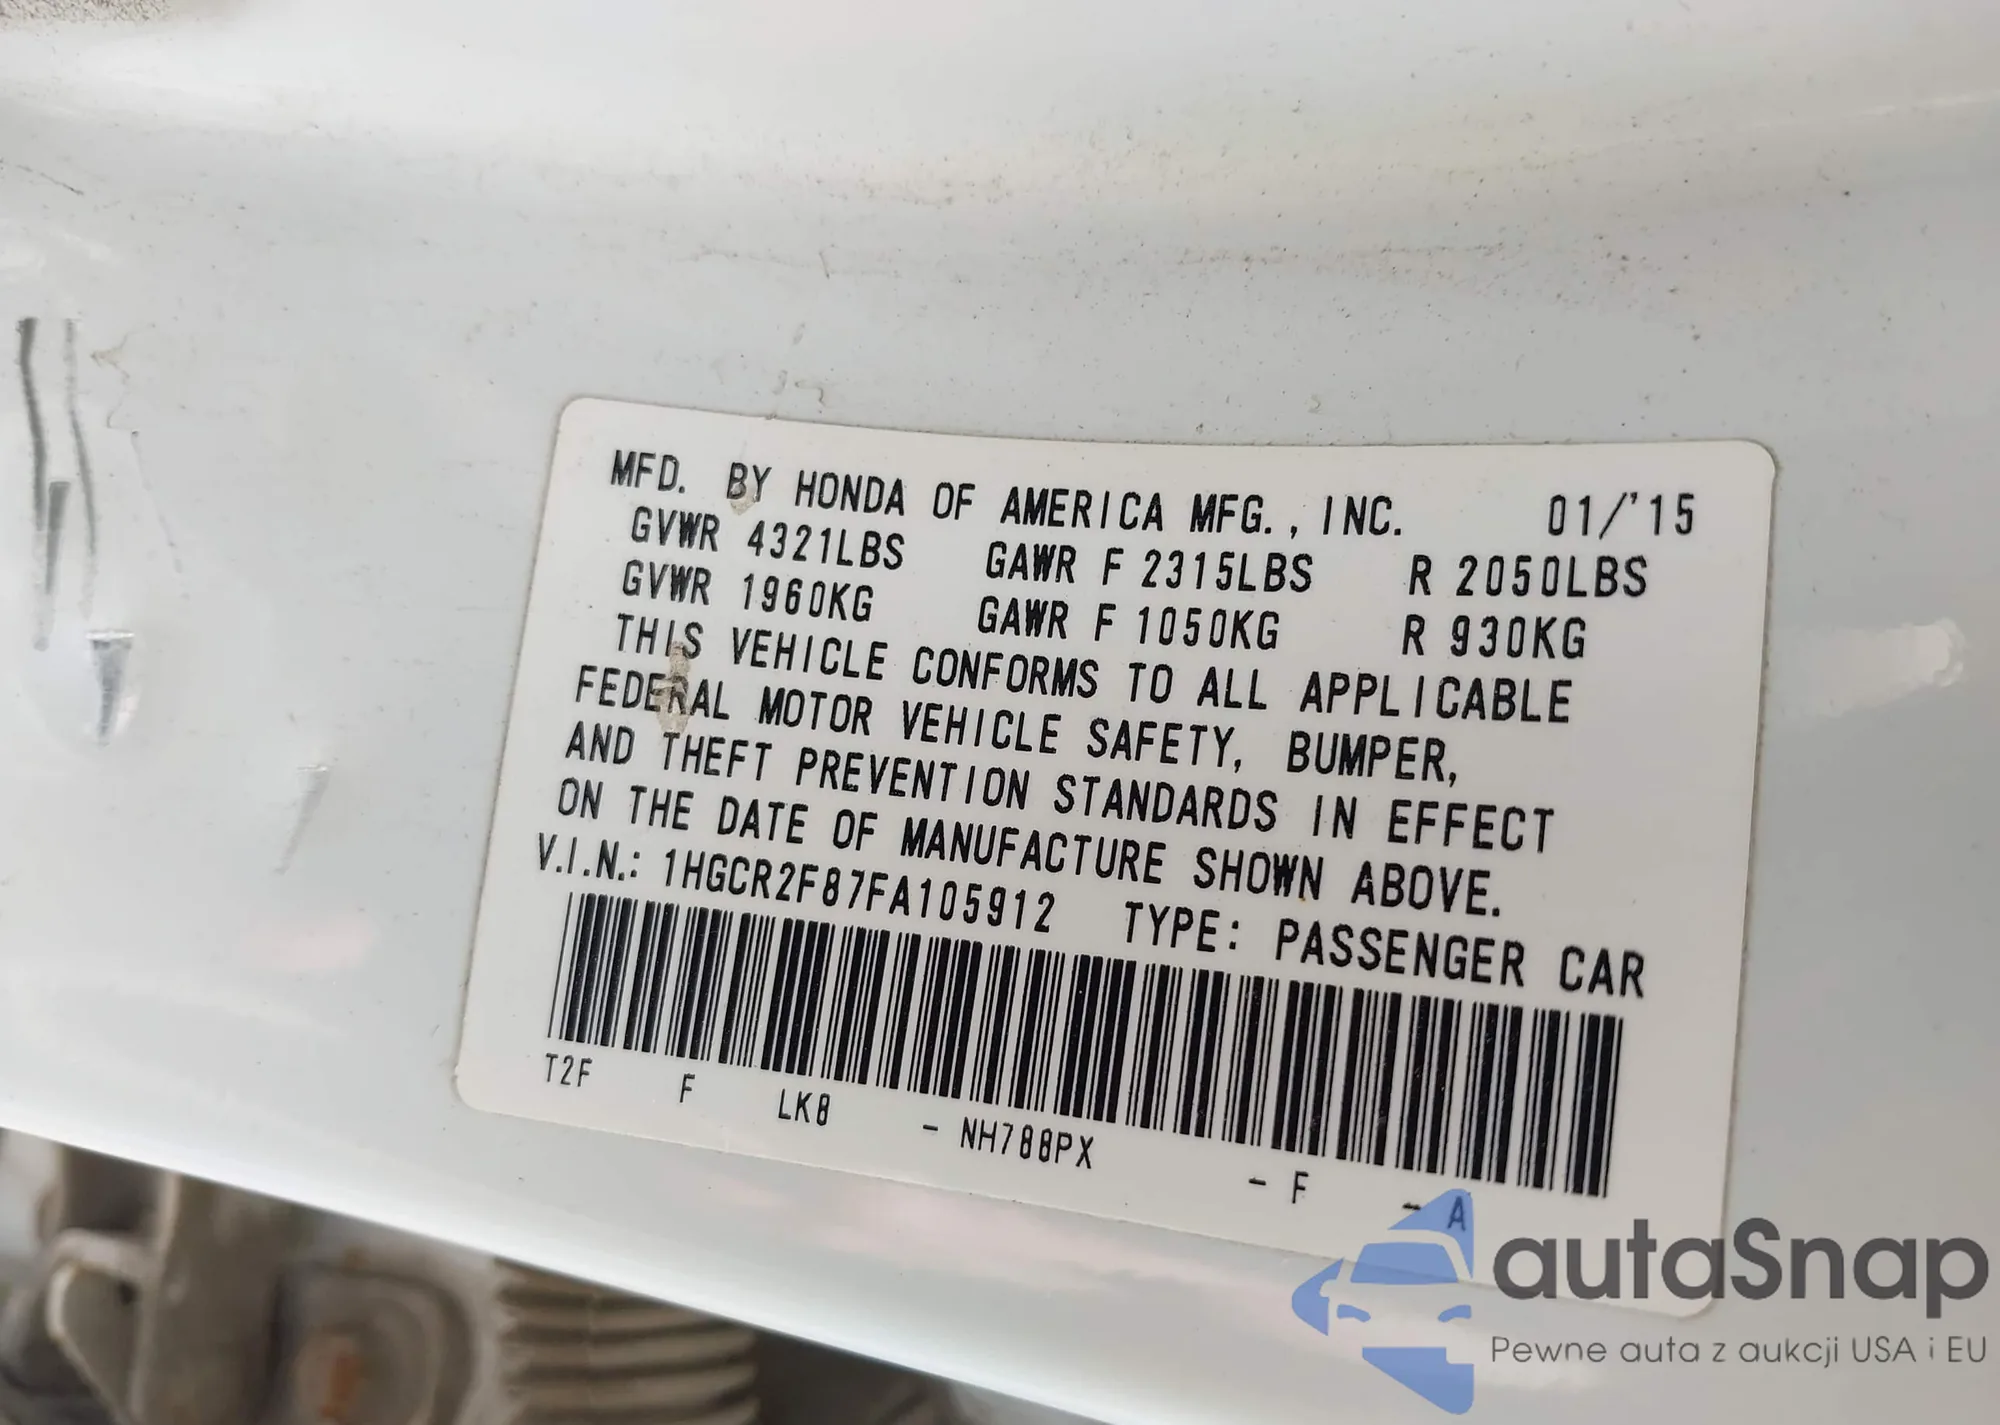 MFD. BY HONDA OF AMERICA MFG., INC. 01/'15
GVWR 4321LBS GAWR F 2315LBS R 2050LBS
GVWR 1960KG GAWR F 1050KG R 930KG
THIS VEHICLE CONFORMS TO ALL APPLICABLE
FEDERAL MOTOR VEHICLE SAFETY, BUMPER,
AND THEFT PREVENTION STANDARDS IN EFFECT
ON THE DATE OF MANUFACTURE SHOWN ABOVE.
V.I.N.: 1HGCR2F87FA105912 TYPE: PASSENGER CAR
T2F F LK8 - NH788PX - F - A
autaSnap
Pewne auta z aukcji USA i EU